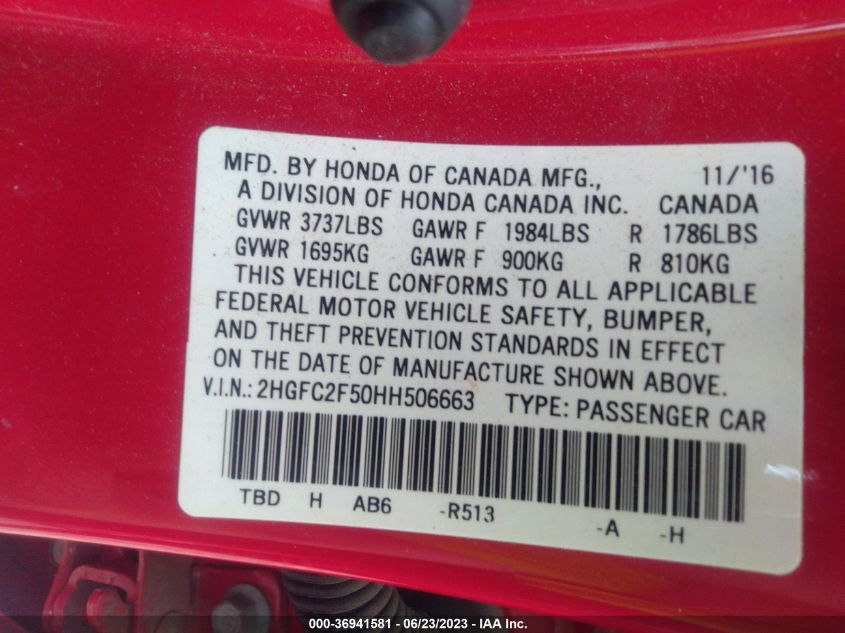 MFD. BY HONDA OF CANADA MFG., 11/'16
A DIVISION OF HONDA CANADA INC. CANADA
GVWR 3737LBS GAWR F 1984LBS R 1786LBS
GVWR 1695KG GAWR F 900KG R 810KG
THIS VEHICLE CONFORMS TO ALL APPLICABLE
FEDERAL MOTOR VEHICLE SAFETY, BUMPER,
AND THEFT PREVENTION STANDARDS IN EFFECT
ON THE DATE OF MANUFACTURE SHOWN ABOVE.
V.I.N.: 2HGFC2F50HH506663 TYPE: PASSENGER CAR
TBD H AB6 -R513 -A -H
000-36941581 - 06/23/2023 - IAA Inc.